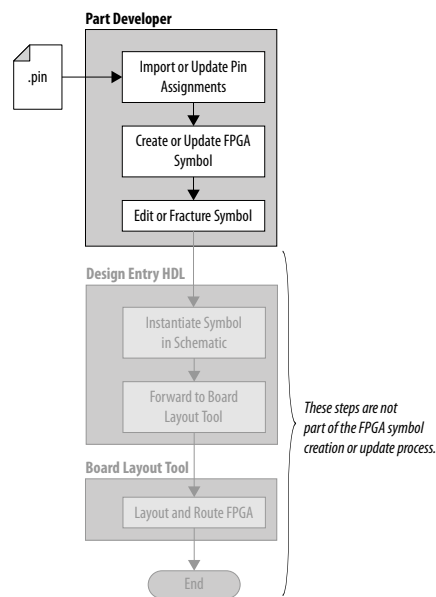 Part Developer
.pin
Import or Update Pin
Assignments
Create or Update FPGA
Symbol
Edit or Fracture Symbol
Design Entry HDL
Instantiate Symbol
in Schematic
Forward to Board
Layout Tool
These steps are not
part of the FPGA symbol
creation or update process.
Board Layout Tool
Layout and Route FPGA
End